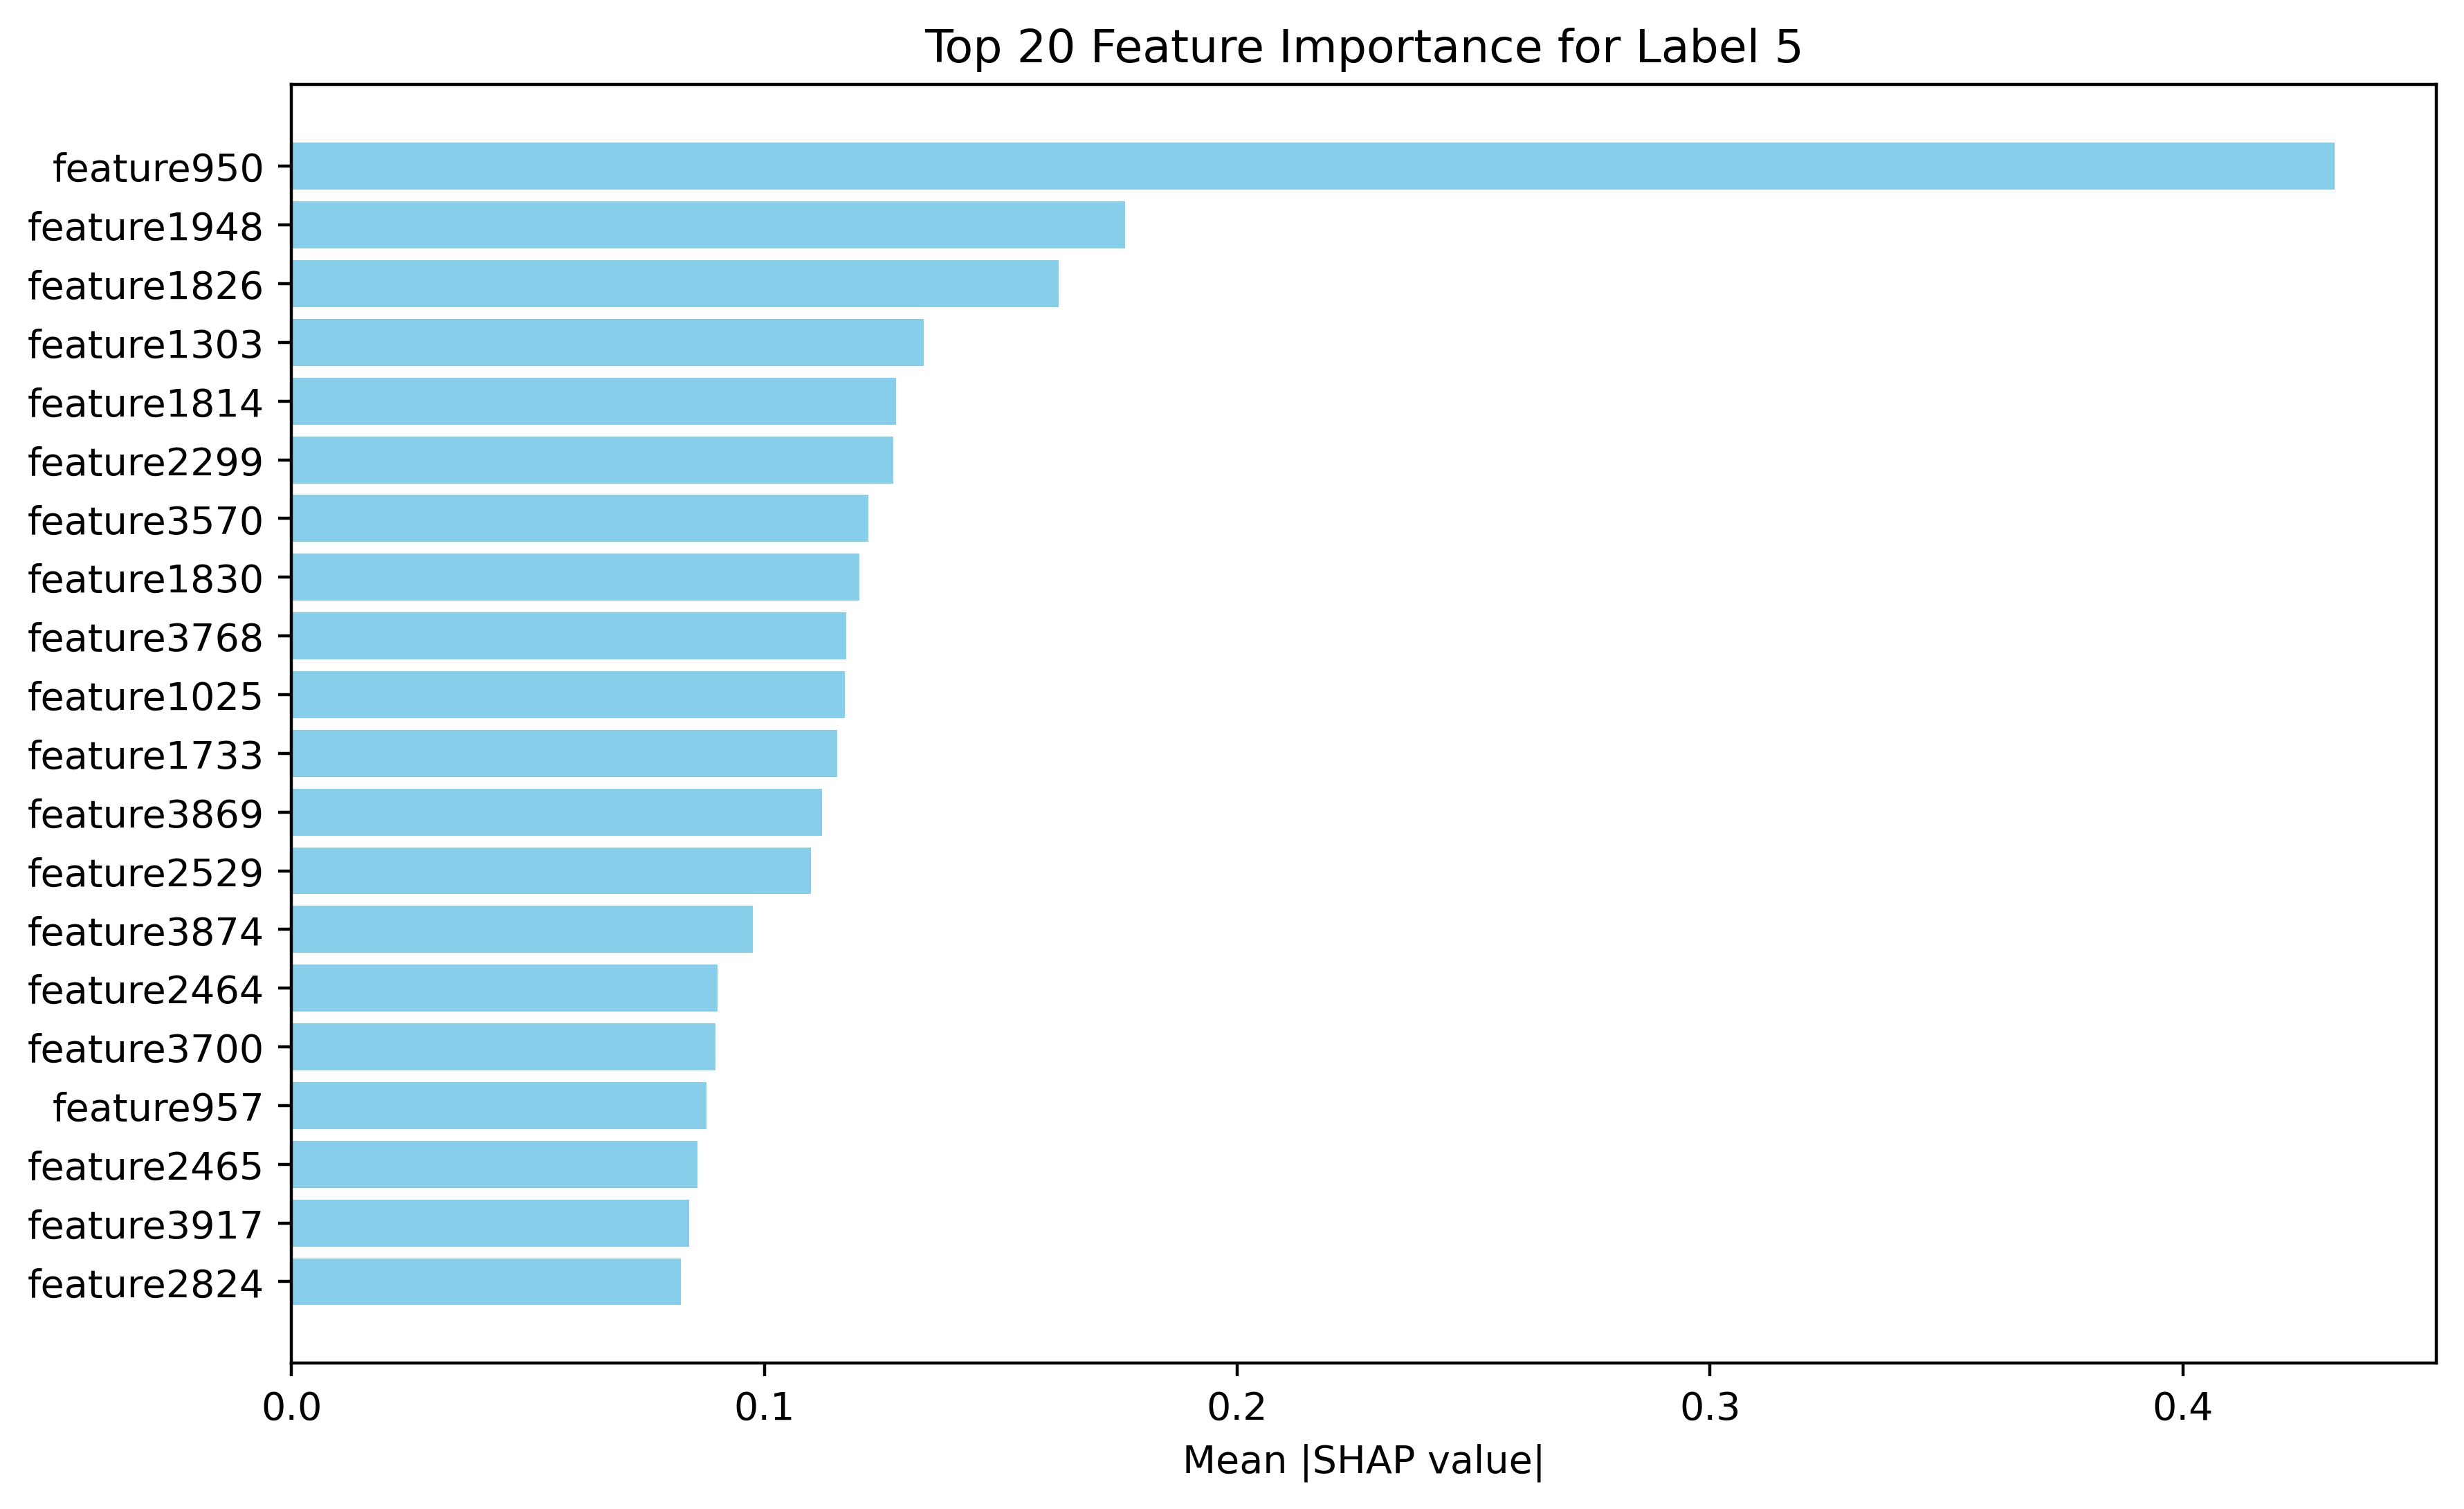 Top 20 Feature Importance for Label 5
feature950
feature1948
feature1826
feature1303
feature1814
feature2299
feature3570
feature1830
feature3768
feature1025
feature1733
feature3869
feature2529
feature3874
feature2464
feature3700
feature957
feature2465
feature3917
feature2824
0.0 0.1 0.2 0.3 0.4
Mean |SHAP value|